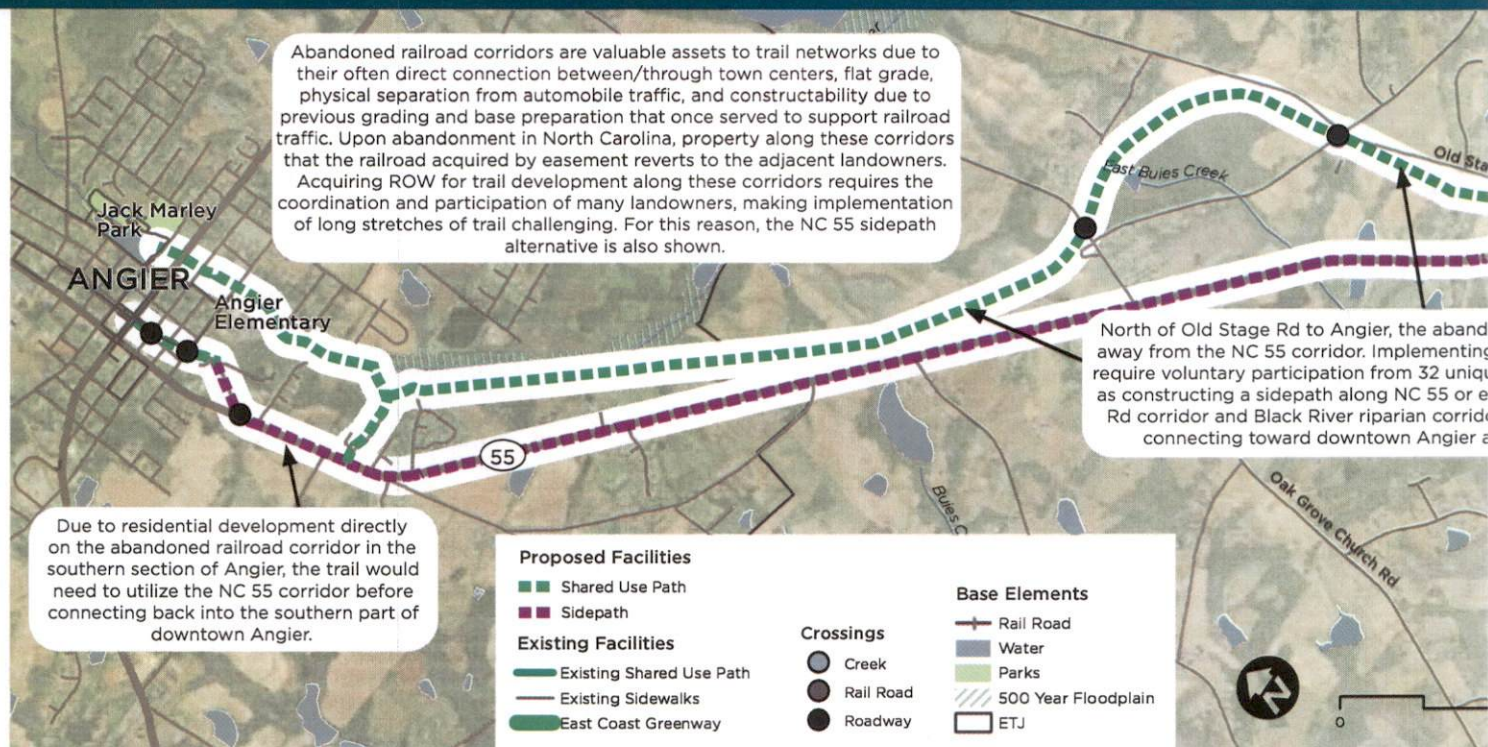 Abandoned railroad corridors are valuable assets to trail networks due to
their often direct connection between/through town centers, flat grade,
physical separation from automobile traffic, and constructability due to
previous grading and base preparation that once served to support railroad
traffic. Upon abandonment in North Carolina, property along these corridors
that the railroad acquired by easement reverts to the adjacent landowners.
Acquiring ROW for trail development along these corridors requires the
coordination and participation of many landowners, making implementation
of long stretches of trail challenging. For this reason, the NC 55 sidepath
alternative is also shown.
East Buies Creek
Old Sta
Jack Marley
Park
ANGIER
Angier
Elementary
North of Old Stage Rd to Angier, the aband
away from the NC 55 corridor. Implementing
require voluntary participation from 32 uniqu
as constructing a sidepath along NC 55 or e
Rd corridor and Black River riparian corrido
connecting toward downtown Angier a
55
Buies C
Oak Grove Church Rd
Due to residential development directly
on the abandoned railroad corridor in the
southern section of Angier, the trail would
need to utilize the NC 55 corridor before
connecting back into the southern part of
downtown Angier.
Proposed Facilities
Shared Use Path
Sidepath
Existing Facilities
Existing Shared Use Path
Existing Sidewalks
East Coast Greenway
Crossings
Creek
Rail Road
Roadway
Base Elements
Rail Road
Water
Parks
500 Year Floodplain
ETJ
N
0